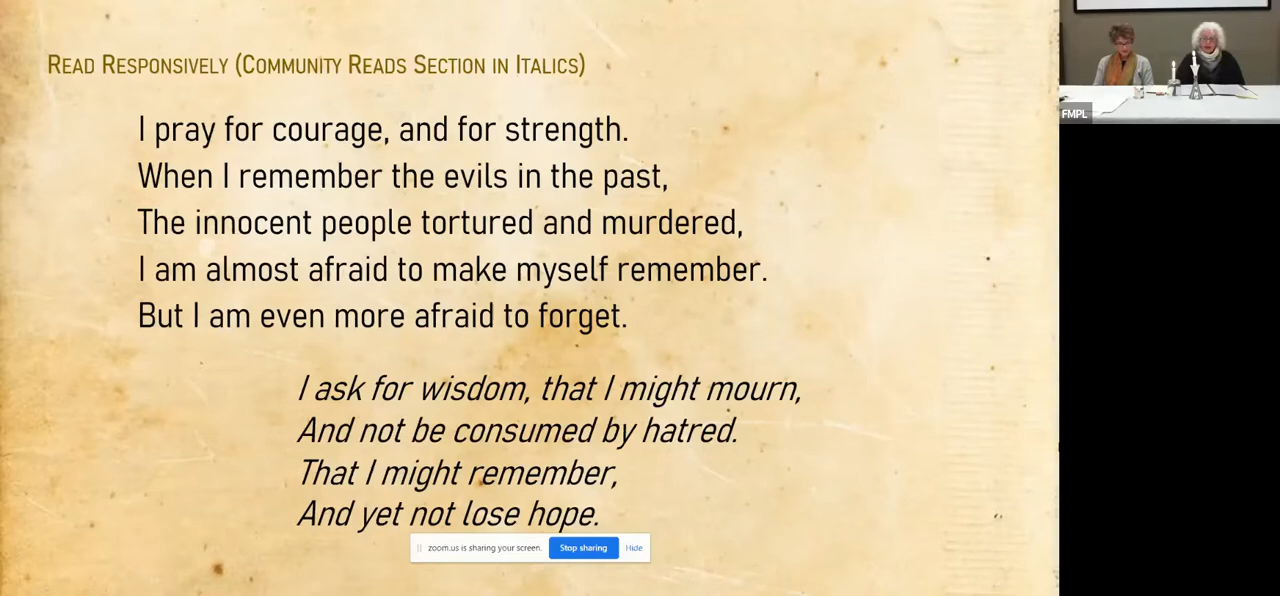 Read Responsively (Community Reads Section in Italics)
I pray for courage, and for strength.
When I remember the evils in the past,
The innocent people tortured and murdered,
I am almost afraid to make myself remember.
But I am even more afraid to forget.
I ask for wisdom, that I might mourn,
And not be consumed by hatred.
That I might remember,
And yet not lose hope.
zoom.us is sharing your screen. Stop sharing Hide
FMPL